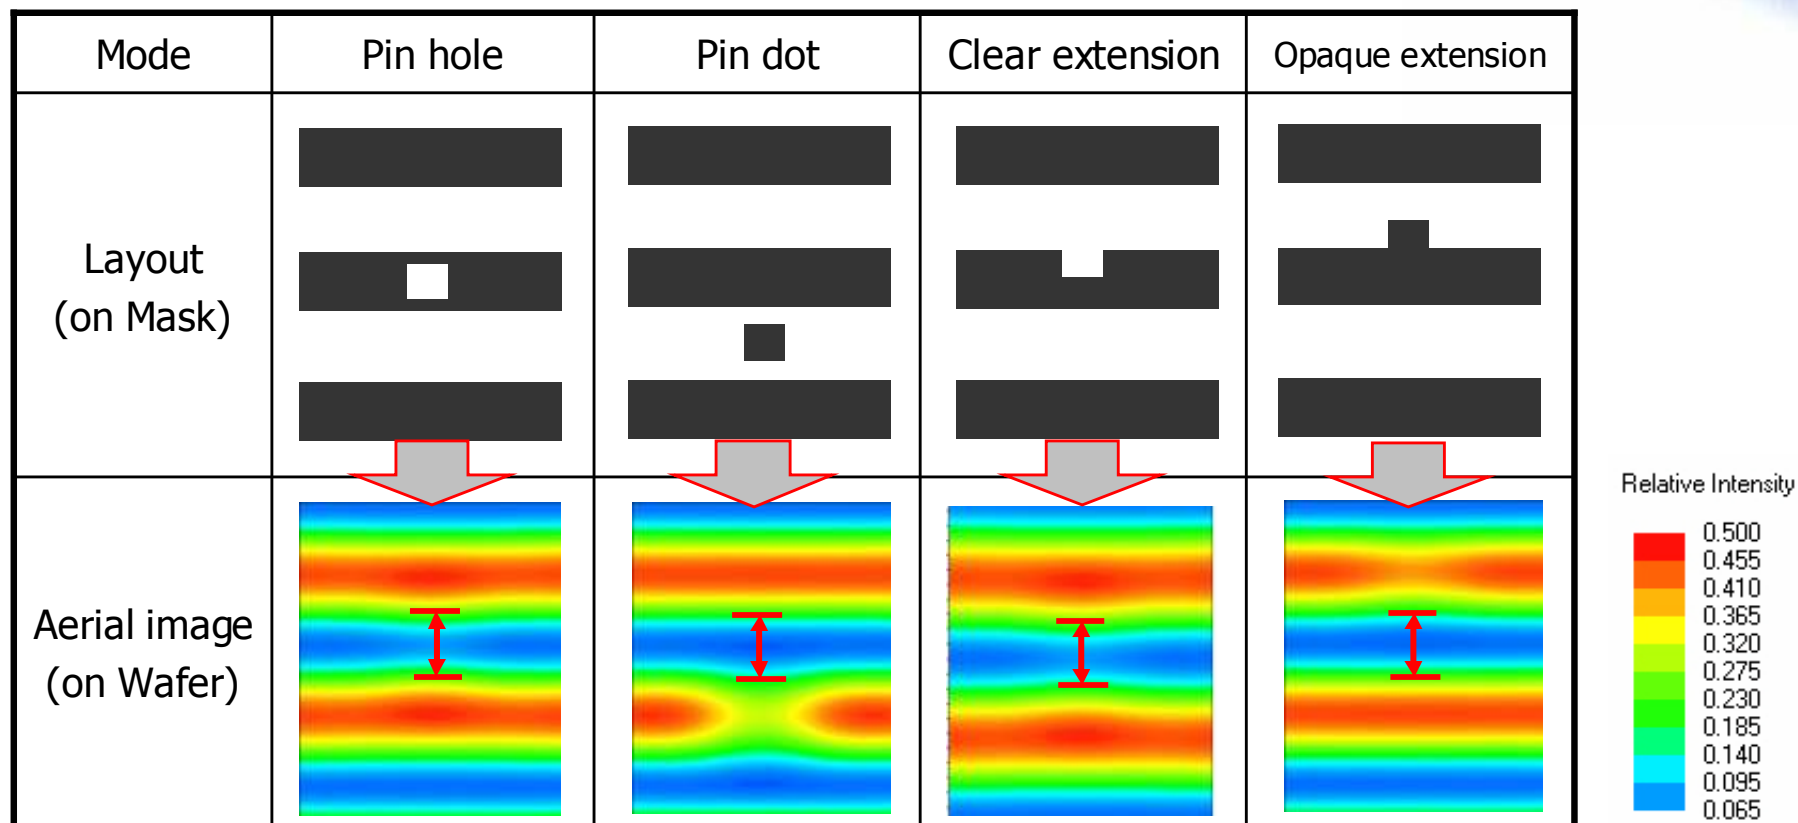 Mode
Pin hole
Pin dot
Clear extension
Opaque extension
Layout
(on Mask)
Aerial image
(on Wafer)
Relative Intensity
0.500
0.455
0.410
0.365
0.320
0.275
0.230
0.185
0.140
0.095
0.065